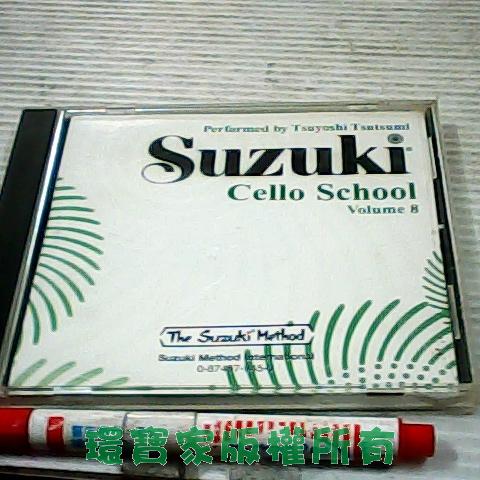 Performed by Tsuyoshi Tsutsumi
Suzuki®
Cello School
Volume 8
The Suzuki Method
Suzuki Method International
環寶家版權所有